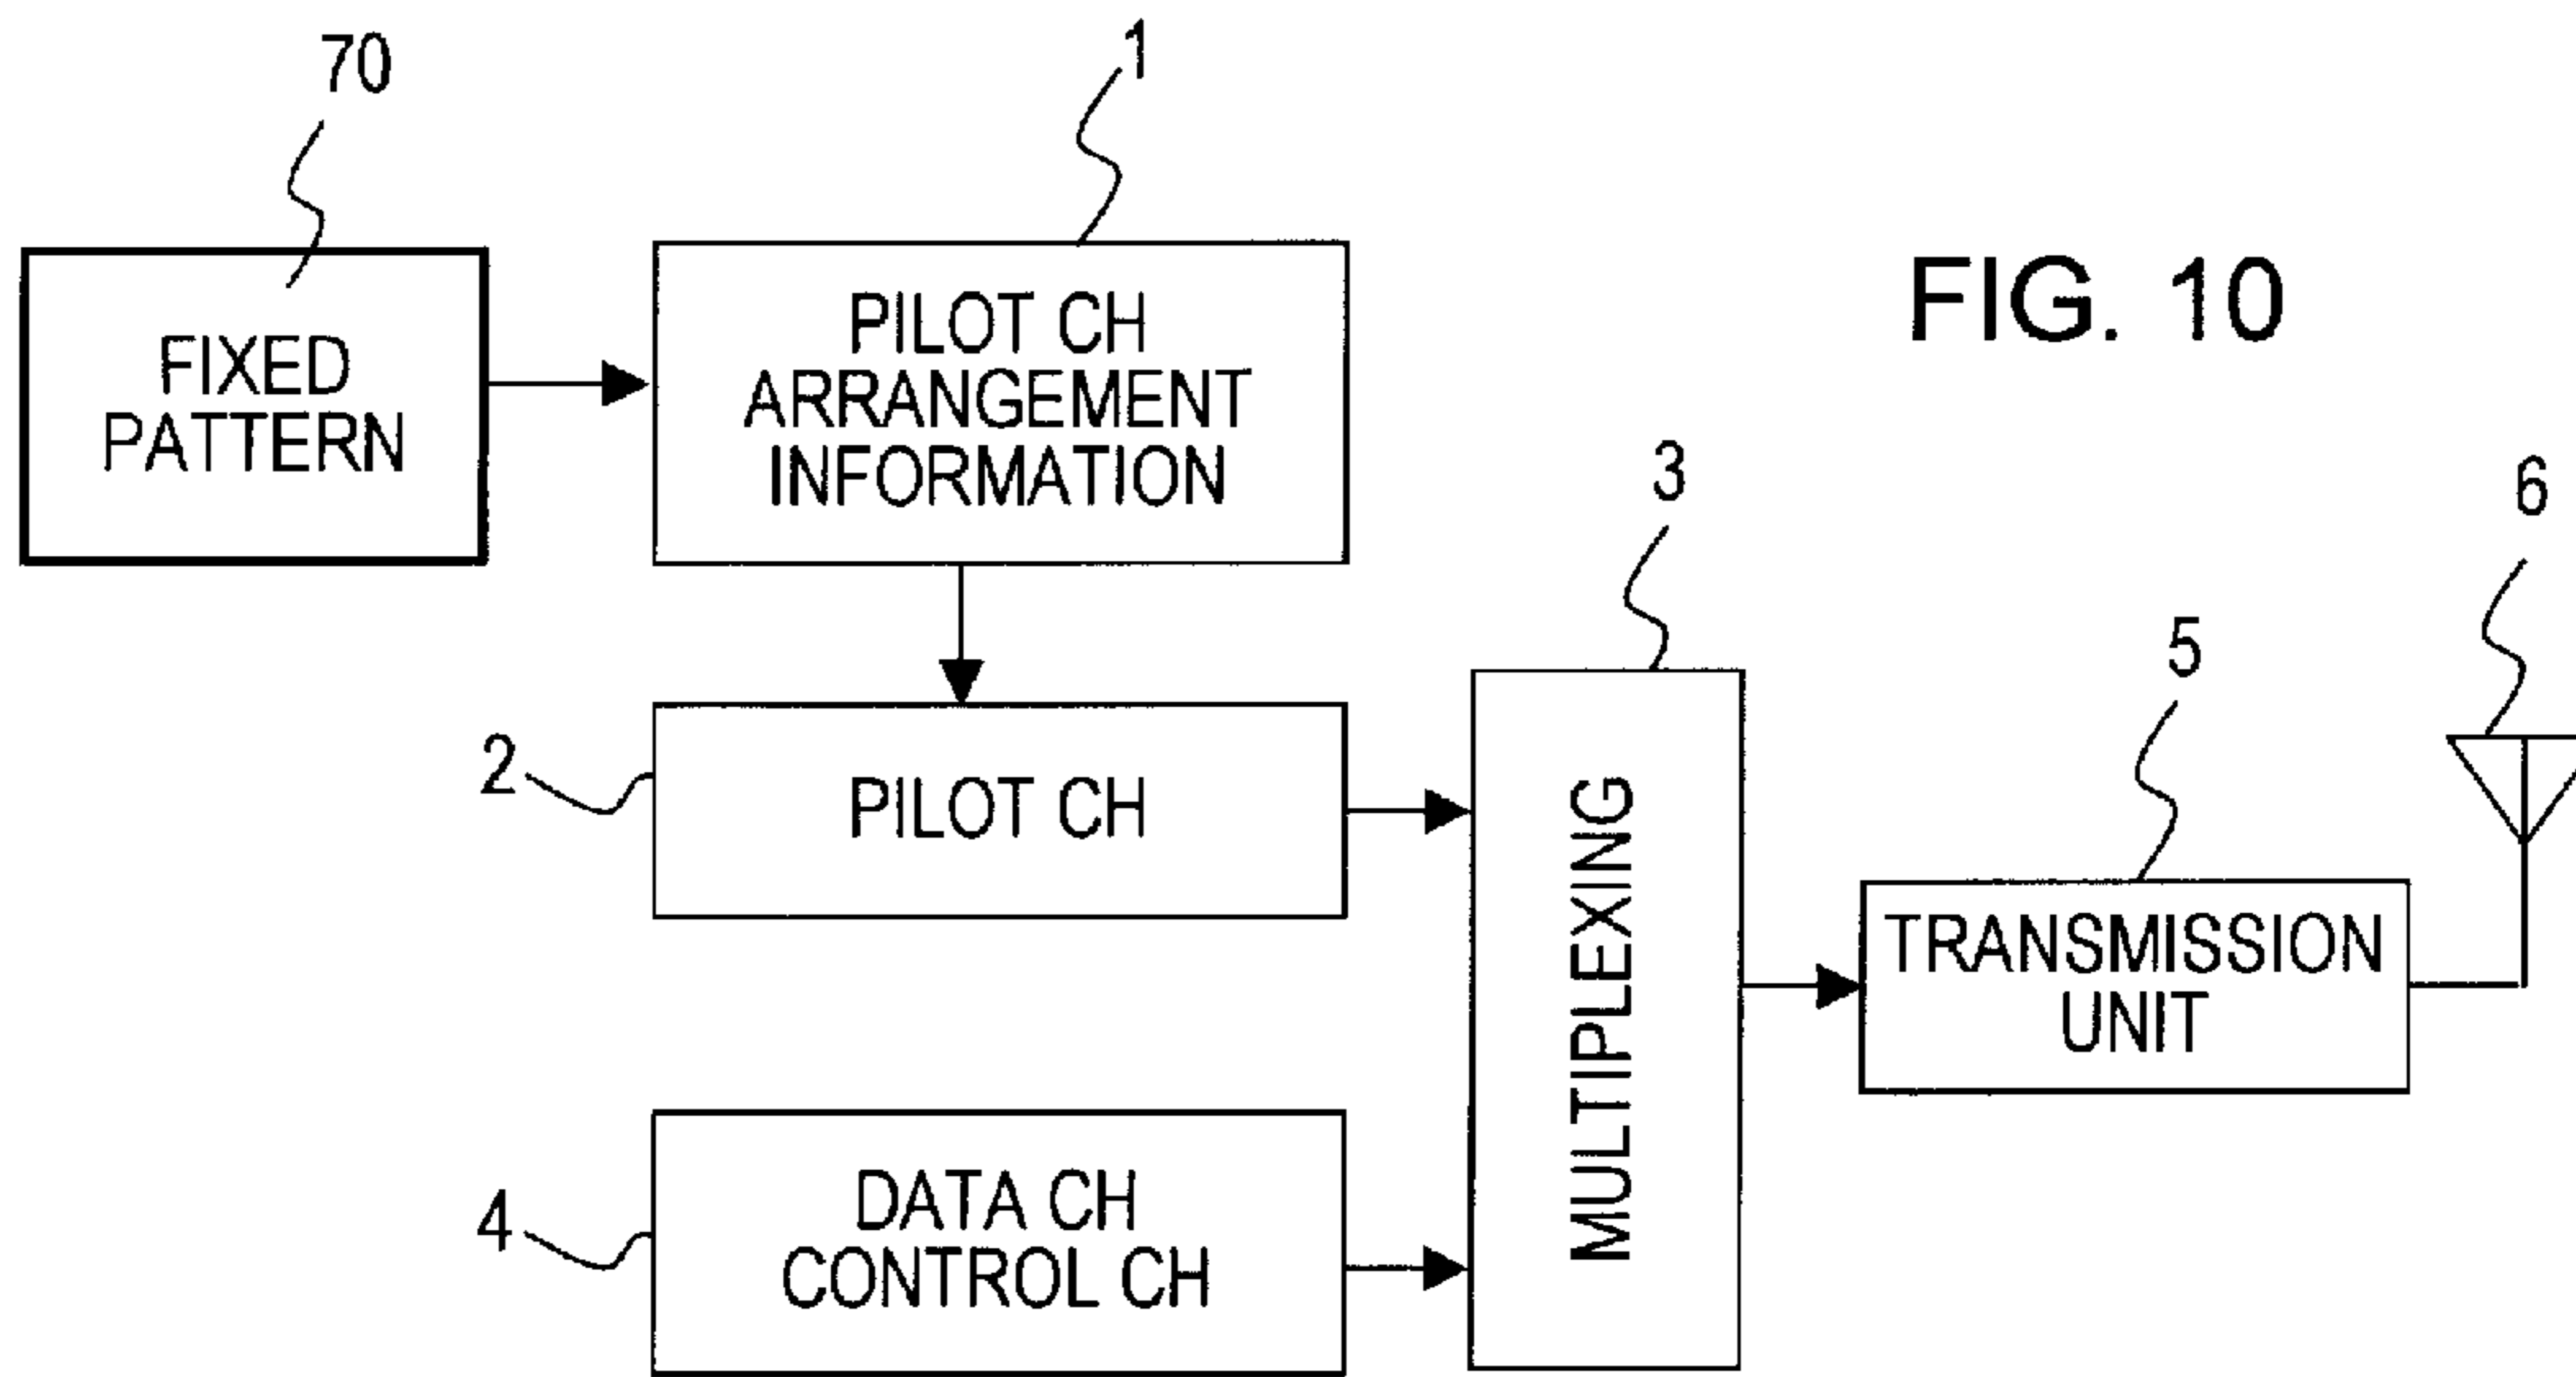 70
1
FIG. 10
FIXED
PATTERN
PILOT CH
ARRANGEMENT
INFORMATION
3
6
5
2
PILOT CH
MULTIPLEXING
TRANSMISSION
UNIT
4
DATA CH
CONTROL CH